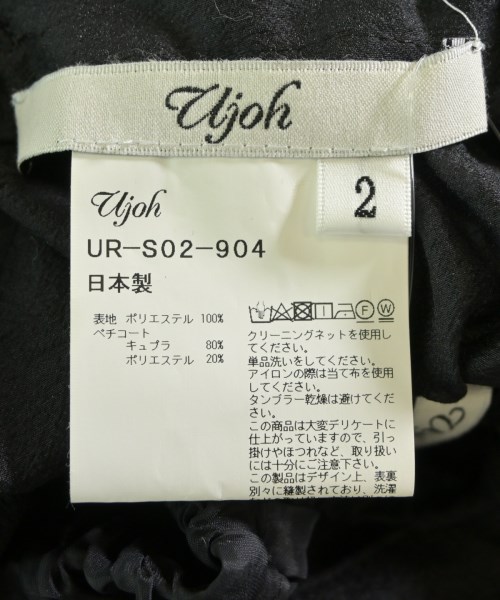 Ujoh
2
Ujoh
UR-S02-904
日本製
表地 ポリエステル 100%
ペチコート
キュプラ 80%
ポリエステル 20%
F W
クリーニングネットを使用し
てください。
単品洗いをしてください。
アイロンの際は当て布を使用
してください。
タンブラー乾燥は避けてくだ
さい。
この商品は大変デリケートに
仕上がっていますので、引っ
掛けやほつれなど、取り扱い
には十分にご注意下さい。
この製品はデザイン上、表裏
別々に縫製されており、洗濯